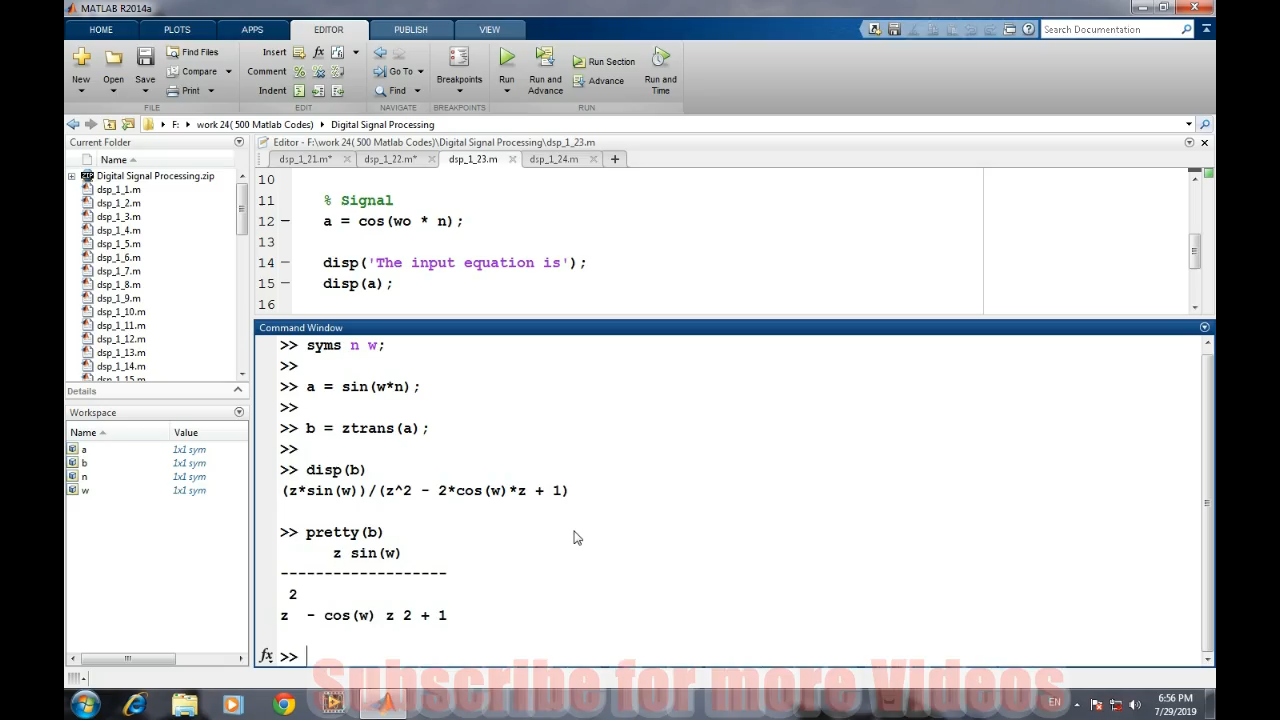 MATLAB R2014a
HOME PLOTS APPS EDITOR PUBLISH VIEW
Search Documentation
New Open Save
Find Files
Compare
Print
FILE
Insert
Comment
Indent
EDIT
fx
Go To
Find
NAVIGATE
Breakpoints
BREAKPOINTS
Run
Run and
Advance
Run Section
Advance
Run and
Time
RUN
F: work 24( 500 Matlab Codes) Digital Signal Processing
Current Folder
Name
Digital Signal Processing.zip
dsp_1_1.m
dsp_1_2.m
dsp_1_3.m
dsp_1_4.m
dsp_1_5.m
dsp_1_6.m
dsp_1_7.m
dsp_1_8.m
dsp_1_9.m
dsp_1_10.m
dsp_1_11.m
dsp_1_12.m
dsp_1_13.m
dsp_1_14.m
dsp_1_15.m
Details
Workspace
Name Value
a 1x1 sym
b 1x1 sym
n 1x1 sym
w 1x1 sym
Editor - F:\work 24( 500 Matlab Codes)\Digital Signal Processing\dsp_1_23.m
dsp_1_21.m* dsp_1_22.m* dsp_1_23.m dsp_1_24.m
10
11 % Signal
12 a = cos(wo * n);
13
14 disp('The input equation is');
15 disp(a);
16
Command Window
>> syms n w;
>>
>> a = sin(w*n);
>>
>> b = ztrans(a);
>>
>> disp(b)
(z*sin(w))/(z^2 - 2*cos(w)*z + 1)
>> pretty(b)
z sin(w)
-------------------
2
z - cos(w) z 2 + 1
fx >>
Subscribe for more Videos
EN
6:56 PM
7/29/2019